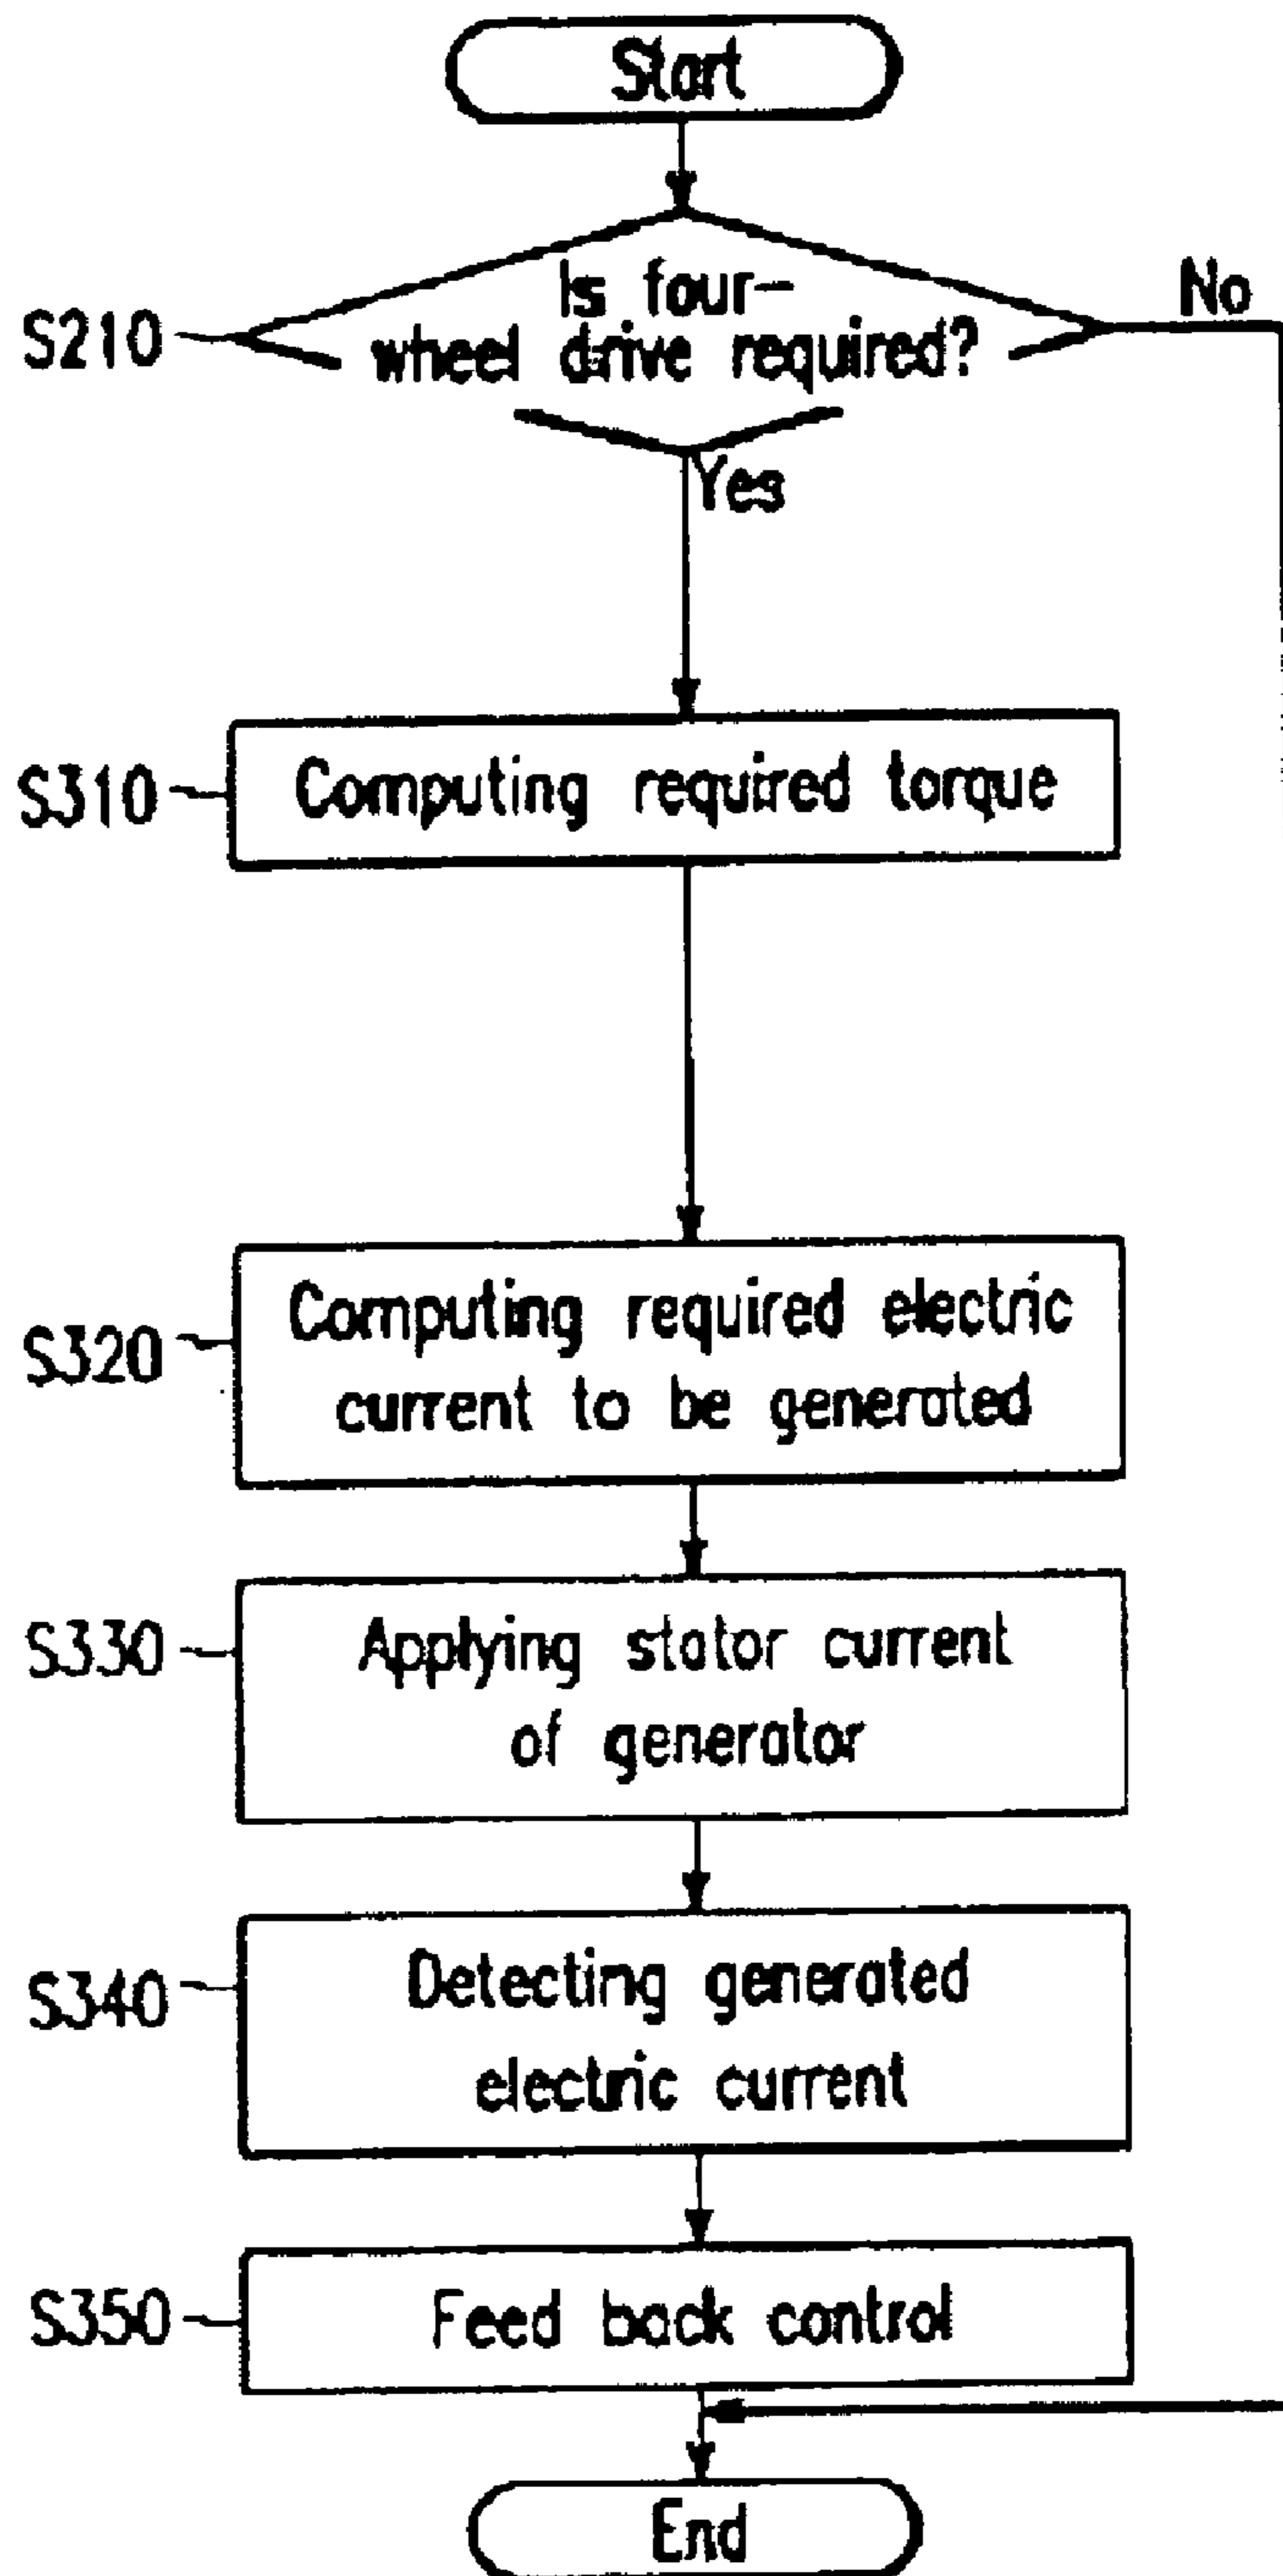 Start
Is four-
wheel drive required?
No
S210
Yes
S310
Computing required torque
S320
Computing required electric
current to be generated
S330
Applying stator current
of generator
S340
Detecting generated
electric current
S350
Feed back control
End